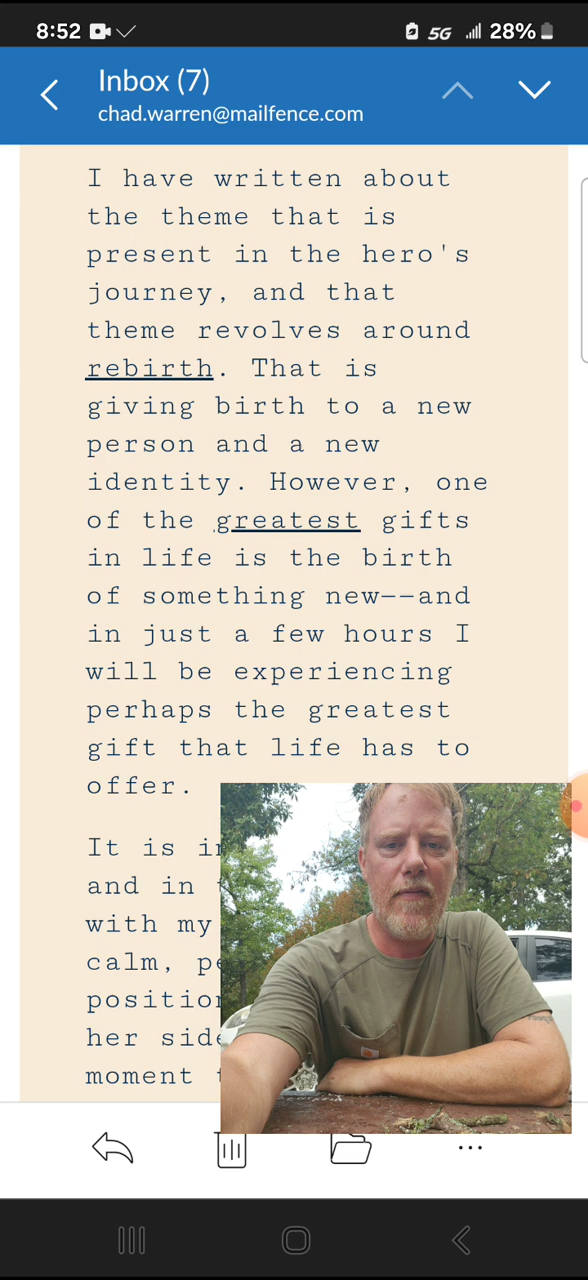 8:52
5G
28%
Inbox (7)
chad.warren@mailfence.com
I have written about
the theme that is
present in the hero's
journey, and that
theme revolves around
rebirth. That is
giving birth to a new
person and a new
identity. However, one
of the greatest gifts
in life is the birth
of something new——and
in just a few hours I
will be experiencing
perhaps the greatest
gift that life has to
offer.
It is
and in
with my
calm,
her
moment